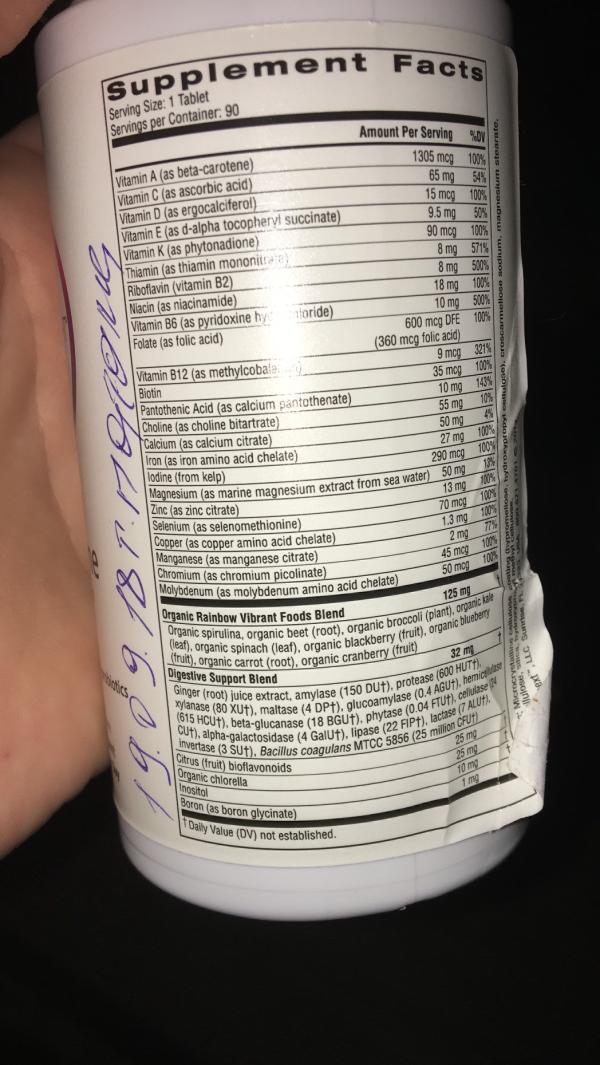 Supplement Facts
Serving Size: 1 Tablet
Servings per Container: 90
Amount Per Serving %DV
Vitamin A (as beta-carotene) 1305 mcg 100%
Vitamin C (as ascorbic acid) 65 mg 54%
Vitamin D (as ergocalciferol) 15 mcg 100%
Vitamin E (as d-alpha tocopheryl succinate) 9.5 mg 50%
Vitamin K (as phytonadione) 90 mcg 100%
Thiamin (as thiamin 8 mg 571%
Riboflavin (vitamin B2) 8 mg 500%
Niacin (as niacinamide) 18 mg 100%
Vitamin B6 (as pyridoxine 10 mg 500%
Folate (as folic acid) 600 mcg DFE 100%
(360 mcg folic acid)
Vitamin B12 (as 9 mcg 321%
Biotin 35 mcg 100%
Pantothenic Acid (as calcium pantothenate) 10 mg 143%
Choline (as choline bitartrate) 55 mg 10%
Calcium (as calcium citrate) 50 mg 4%
Iron (as iron amino acid chelate) 27 mg 100%
Iodine (from kelp) 290 mcg 100%
Magnesium (as marine magnesium extract from sea water) 50 mg 13%
Zinc (as zinc citrate) 13 mg 100%
Selenium (as selenomethionine) 70 mcg 100%
Copper (as copper amino acid chelate) 1.3 mg 100%
Manganese (as manganese citrate) 2 mg 77%
Chromium (as chromium picolinate) 45 mcg 100%
Molybdenum (as molybdenum amino acid chelate) 50 mcg 100%
Organic Rainbow Vibrant Foods Blend 125 mg
Organic spirulina, organic beet (root), organic broccoli (plant), organic kale
(leaf), organic spinach (leaf), organic blackberry (fruit), organic blueberry
(fruit), organic carrot (root), organic cranberry (fruit) †
Digestive Support Blend 32 mg
Ginger (root) juice extract, amylase (150 DU†), protease (600 HUT†),
xylanase (80 XU†), maltase (4 DP†), glucoamylase (0.4 AGU†), hemicellulase
(615 HCU†), beta-glucanase (18 BGU†), phytase (0.04 FTU†), cellulase
CU†), alpha-galactosidase (4 GalU†), lipase (22 FIP†), lactase (7 ALU†),
invertase (3 SU†), Bacillus coagulans MTCC 5856 (25 million CFU†)
Citrus (fruit) bioflavonoids 25 mg
Organic chlorella 25 mg
Inositol 10 mg
Boron (as boron glycinate) 1 mg
† Daily Value (DV) not established.
croscarmellose sodium, magnesium stearate,
19.09.18